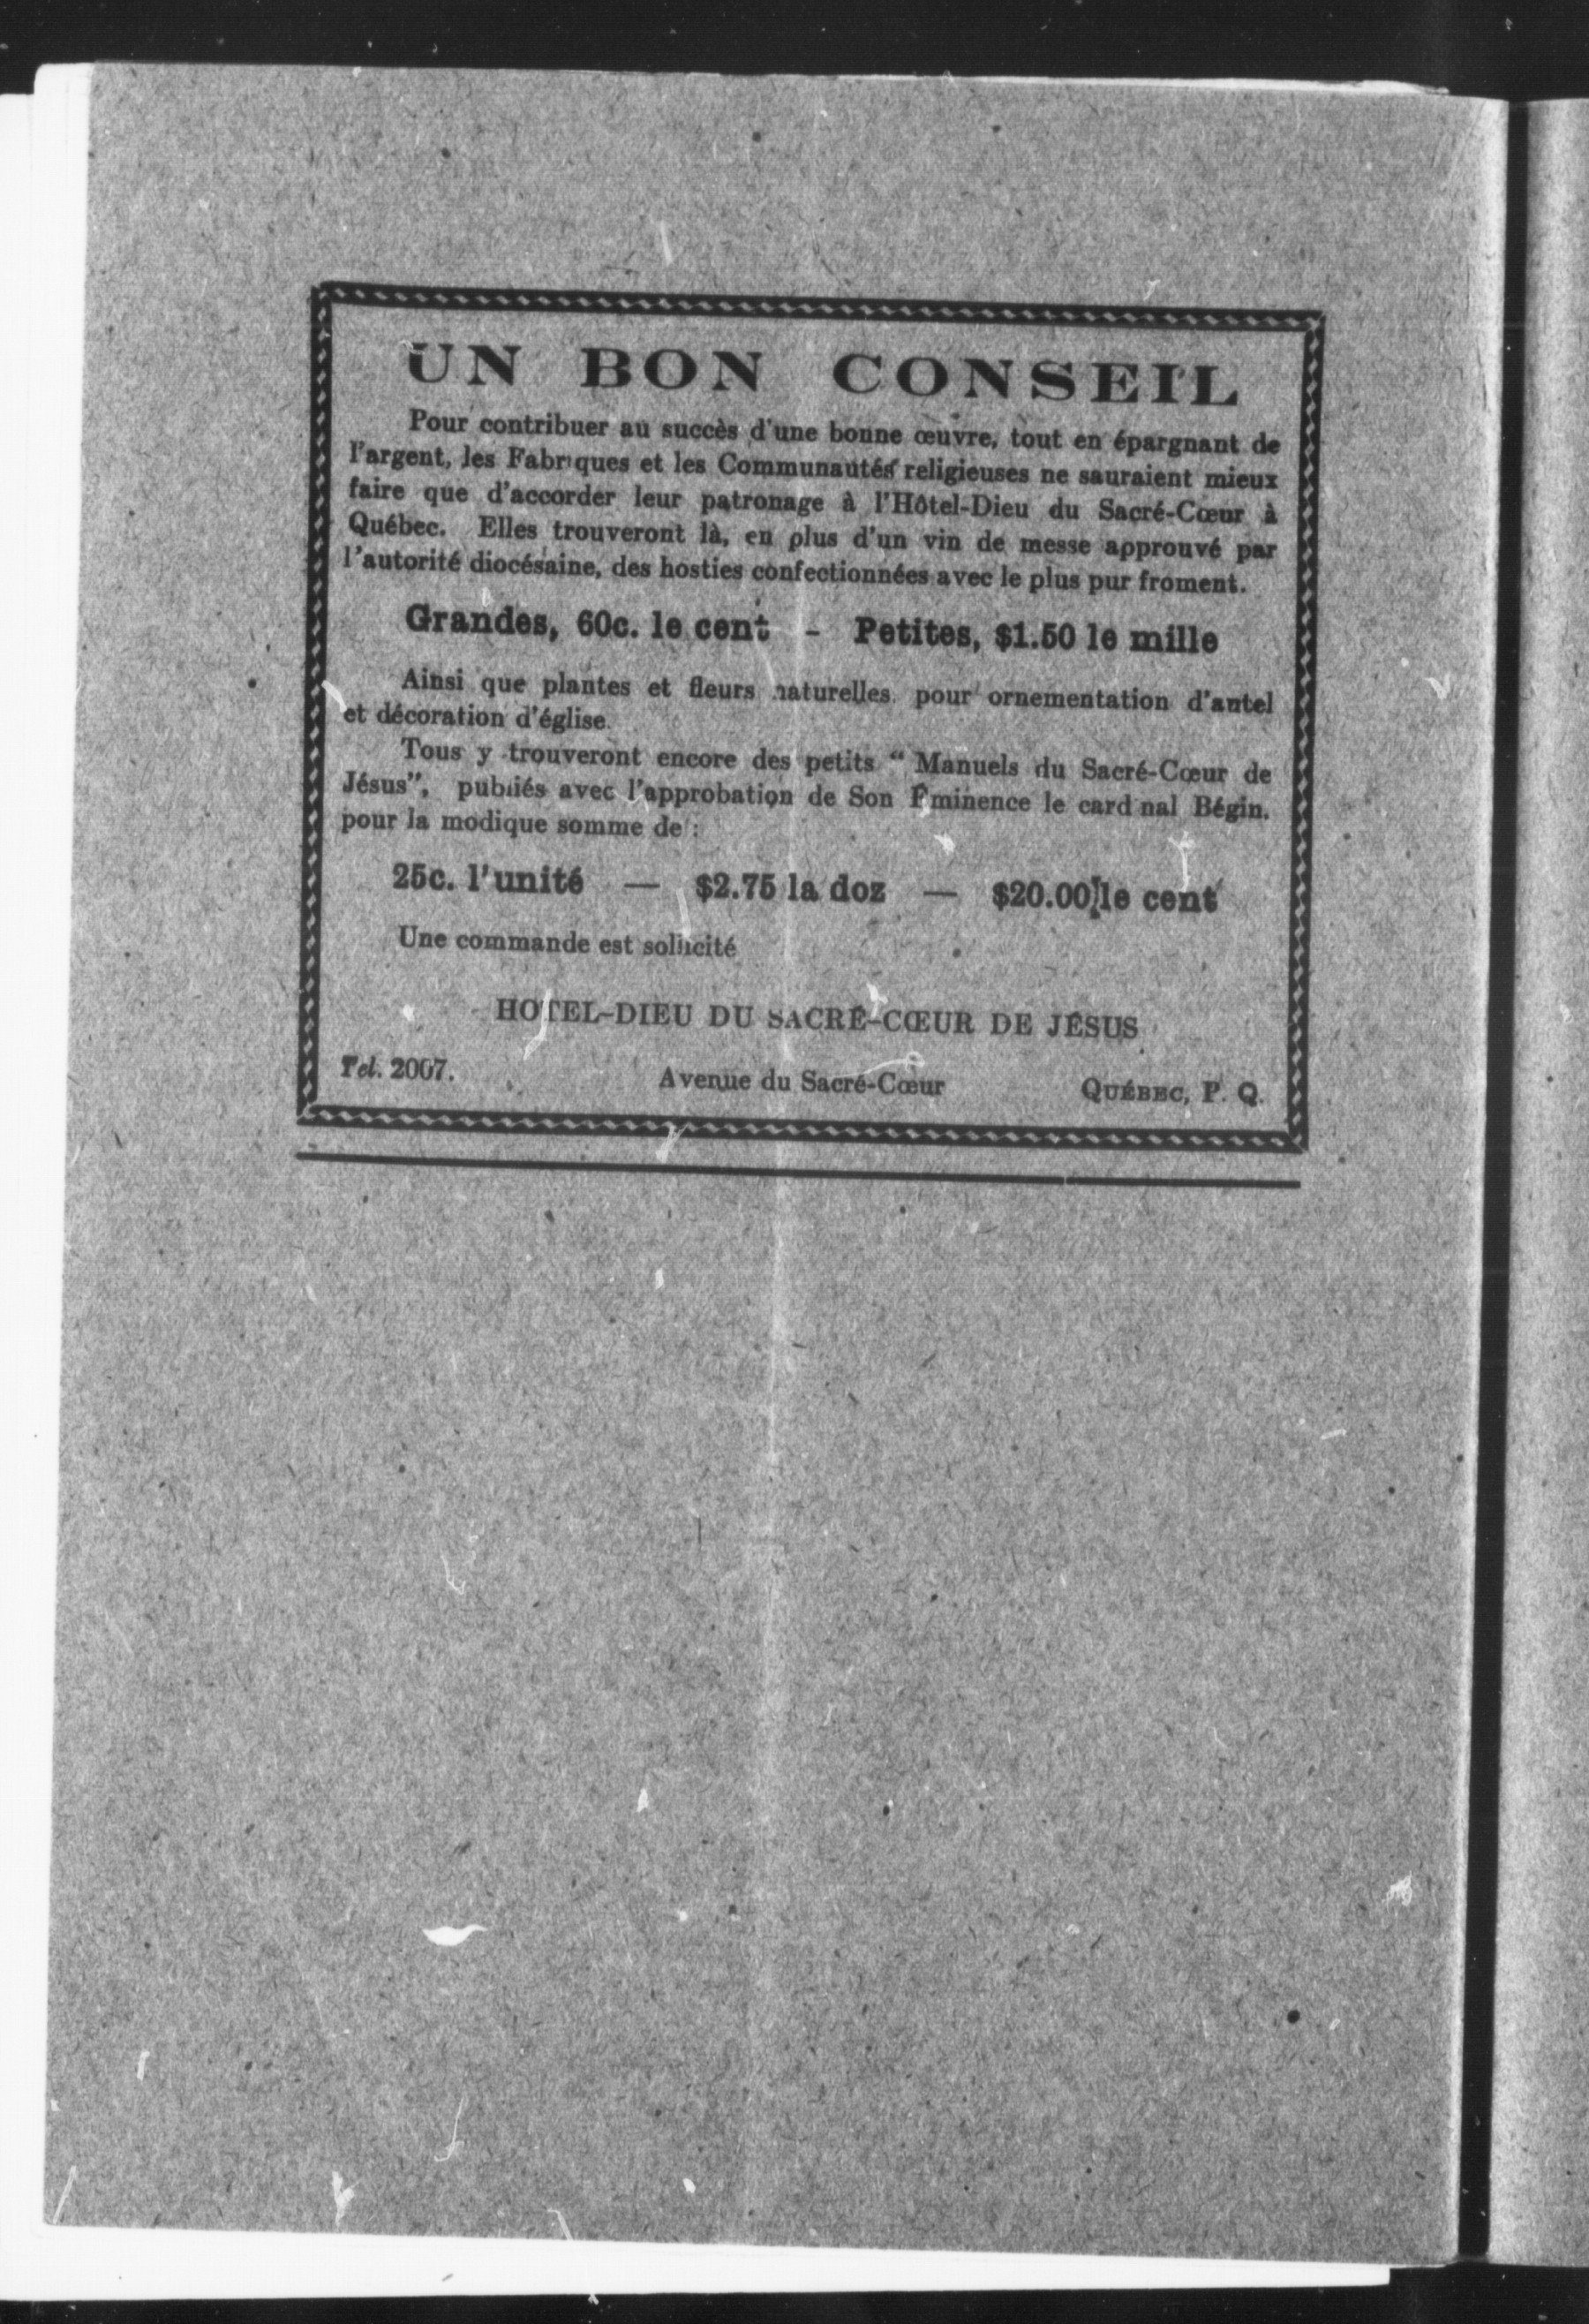 UN BON CONSEIL
Pour contribuer au succès d'une bonne œuvre, tout en épargnant de
l'argent, les Fabriques et les Communautés religieuses ne sauraient mieux
faire que d'accorder leur patronage à l'Hôtel-Dieu du Sacré-Cœur à
Québec. Elles trouveront là, en plus d'un vin de messe approuvé par
l'autorité diocésaine, des hosties confectionnées avec le plus pur froment.
Grandes, 60c. le cent - Petites, $1.50 le mille
Ainsi que plantes et fleurs naturelles pour ornementation d'autel
et décoration d'église.
Tous y trouveront encore des petits “ Manuels du Sacré-Cœur de
Jésus”, publiés avec l'approbation de Son Éminence le cardinal Bégin.
pour la modique somme de :
25c. l'unité — $2.75 la doz — $20.00 le cent
Une commande est sollicité
HOTEL-DIEU DU SACRÉ-CŒUR DE JÉSUS
Tel. 2007. Avenue du Sacré-Cœur QUÉBEC, P. Q.